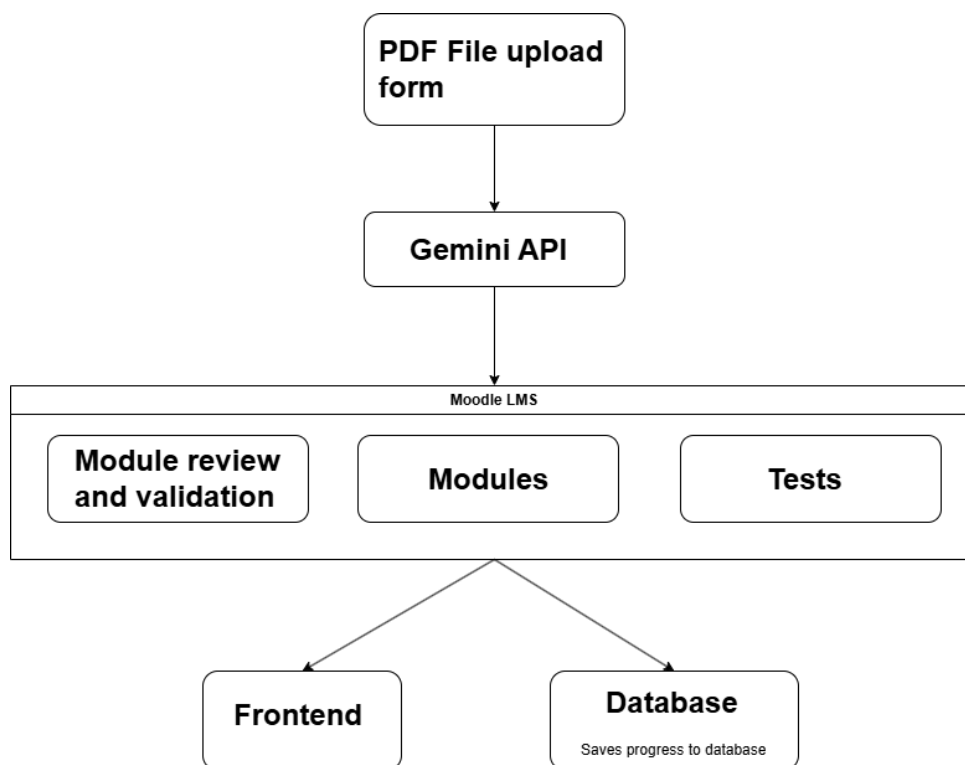 PDF File upload
form
Gemini API
Moodle LMS
Module review
and validation
Modules
Tests
Frontend
Database
Saves progress to database